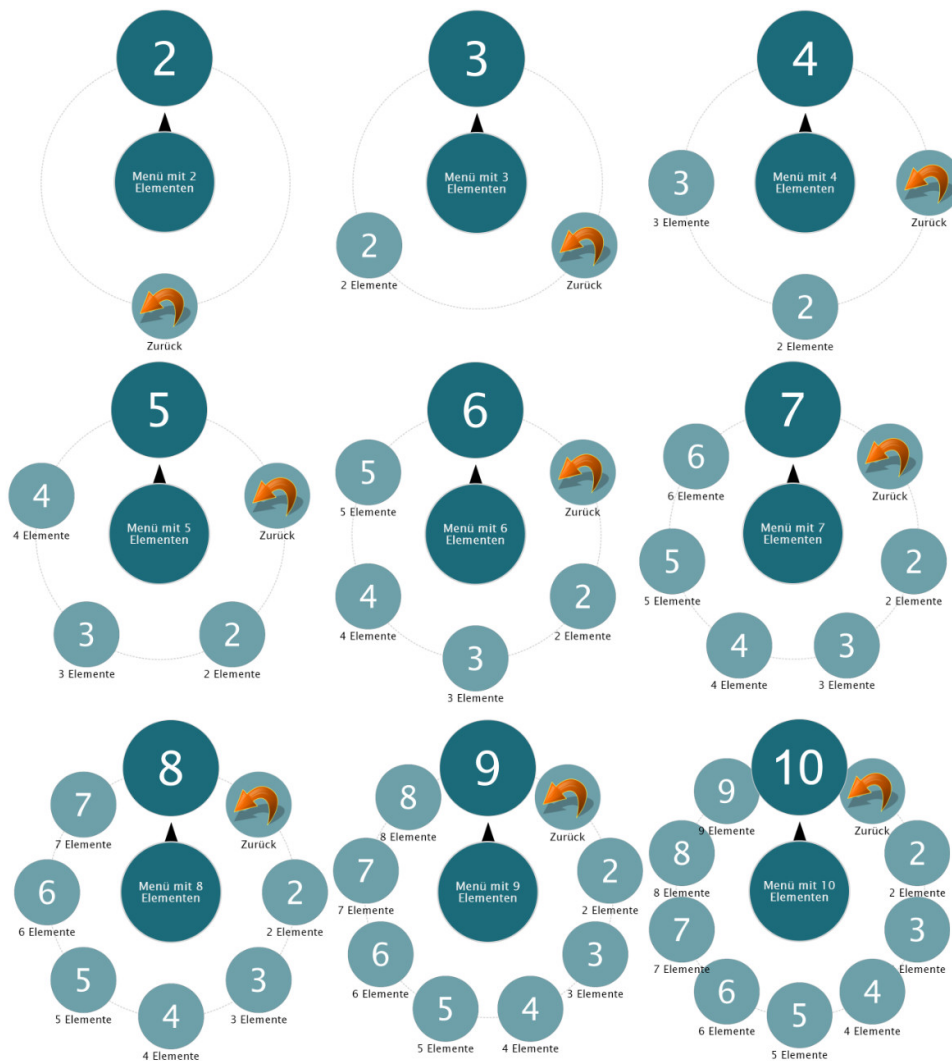 2
Menü mit 2
Elementen
Zurück
3
Menü mit 3
Elementen
2
2 Elemente
Zurück
4
3
3 Elemente
Menü mit 4
Elementen
Zurück
2
2 Elemente
5
4
4 Elemente
Menü mit 5
Elementen
Zurück
3
3 Elemente
2
2 Elemente
6
5
5 Elemente
Zurück
Menü mit 6
Elementen
4
4 Elemente
2
2 Elemente
3
3 Elemente
7
6
6 Elemente
Zurück
Menü mit 7
Elementen
5
5 Elemente
2
2 Elemente
4
4 Elemente
3
3 Elemente
8
7
7 Elemente
Zurück
Menü mit 8
Elementen
6
6 Elemente
2
2 Elemente
5
5 Elemente
3
3 Elemente
4
4 Elemente
9
8
8 Elemente
Zurück
7
7 Elemente
Menü mit 9
Elementen
2
2 Elemente
6
6 Elemente
3
3 Elemente
5
5 Elemente
4
4 Elemente
10
9
9 Elemente
Zurück
8
8 Elemente
2
2 Elemente
Menü mit 10
Elementen
7
7 Elemente
3
Elemente
6
6 Elemente
4
4 Elemente
5
5 Elemente